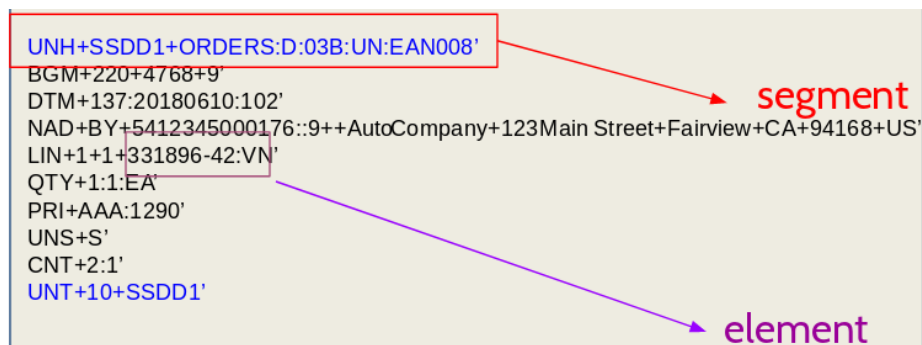 UNH+SSDD1+ORDERS:D:03B:UN:EAN008’
BGM+220+4768+9’
DTM+137:20180610:102’
segment
NAD+BY+5412345000176::9++AutoCompany+123Main Street+Fairview+CA+94168+US’
LIN+1+1+331896-42:VN’
QTY+1:1:EA’
PRI+AAA:1290’
UNS+S’
CNT+2:1’
UNT+10+SSDD1’
element